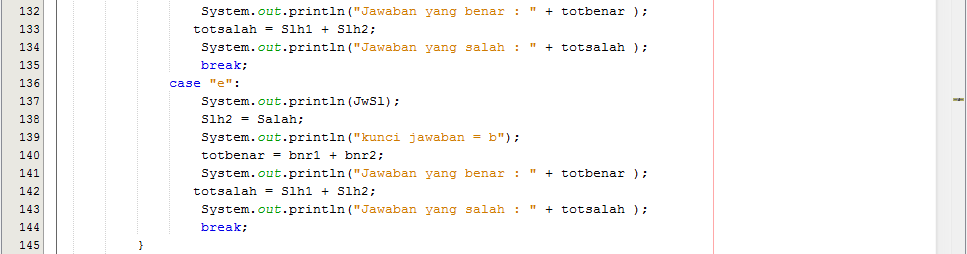 132 System.out.println("Jawaban yang benar : " + totbenar );
133 totsalah = Slh1 + Slh2;
134 System.out.println("Jawaban yang salah : " + totsalah );
135 break;
136 case "e":
137 System.out.println(JwSl);
138 Slh2 = Salah;
139 System.out.println("kunci jawaban = b");
140 totbenar = bnr1 + bnr2;
141 System.out.println("Jawaban yang benar : " + totbenar );
142 totsalah = Slh1 + Slh2;
143 System.out.println("Jawaban yang salah : " + totsalah );
144 break;
145 }